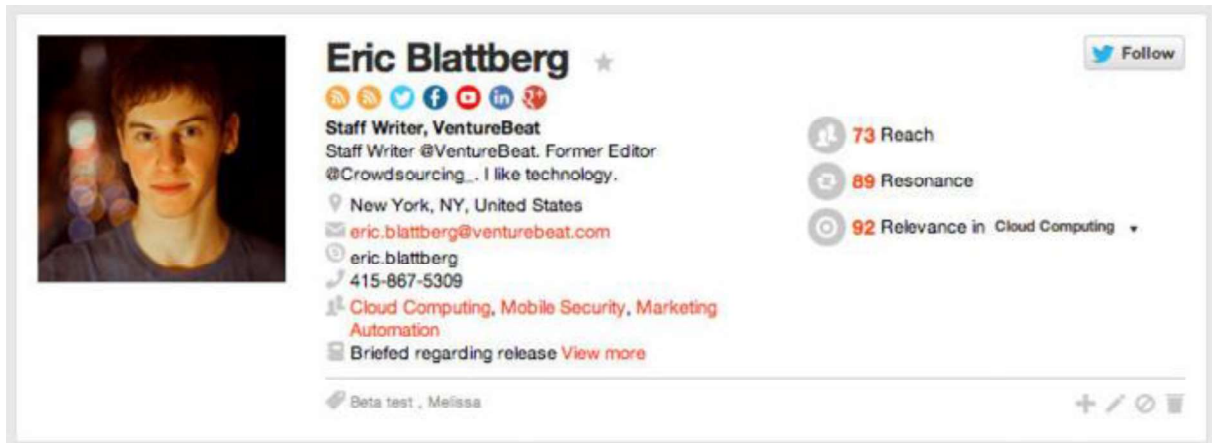 Eric Blattberg
Follow
Staff Writer, VentureBeat
Staff Writer @VentureBeat. Former Editor
@Crowdsourcing_. I like technology.
New York, NY, United States
eric.blattberg@venturebeat.com
eric.blattberg
415-867-5309
Cloud Computing, Mobile Security, Marketing
Automation
Briefed regarding release View more
73 Reach
89 Resonance
92 Relevance in Cloud Computing
Beta test , Melissa